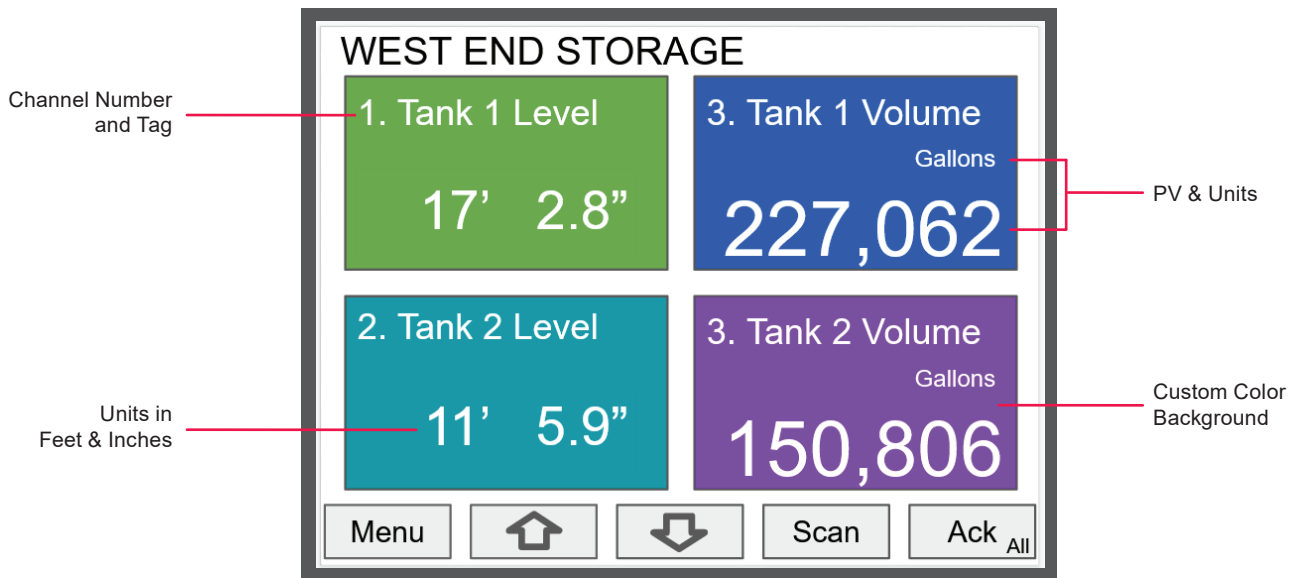 WEST END STORAGE
Channel Number
and Tag
1. Tank 1 Level
17’ 2.8”
3. Tank 1 Volume
Gallons
227,062
PV & Units
2. Tank 2 Level
11’ 5.9”
Units in
Feet & Inches
3. Tank 2 Volume
Gallons
150,806
Custom Color
Background
Menu
Scan
Ack All